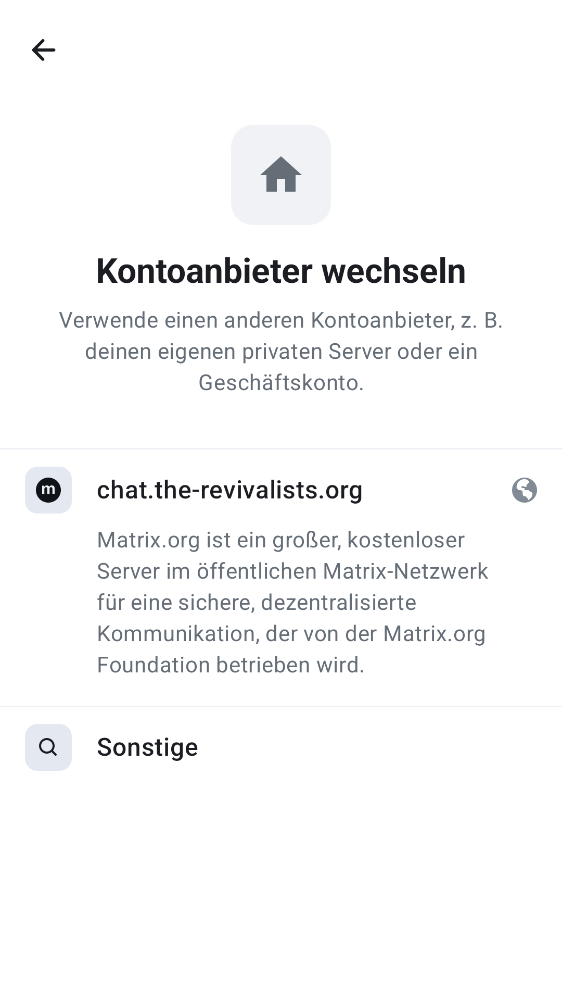 Kontoanbieter wechseln
Verwende einen anderen Kontoanbieter, z. B.
deinen eigenen privaten Server oder ein
Geschäftskonto.
m
chat.the-revivalists.org
Matrix.org ist ein großer, kostenloser
Server im öffentlichen Matrix-Netzwerk
für eine sichere, dezentralisierte
Kommunikation, der von der Matrix.org
Foundation betrieben wird.
Sonstige